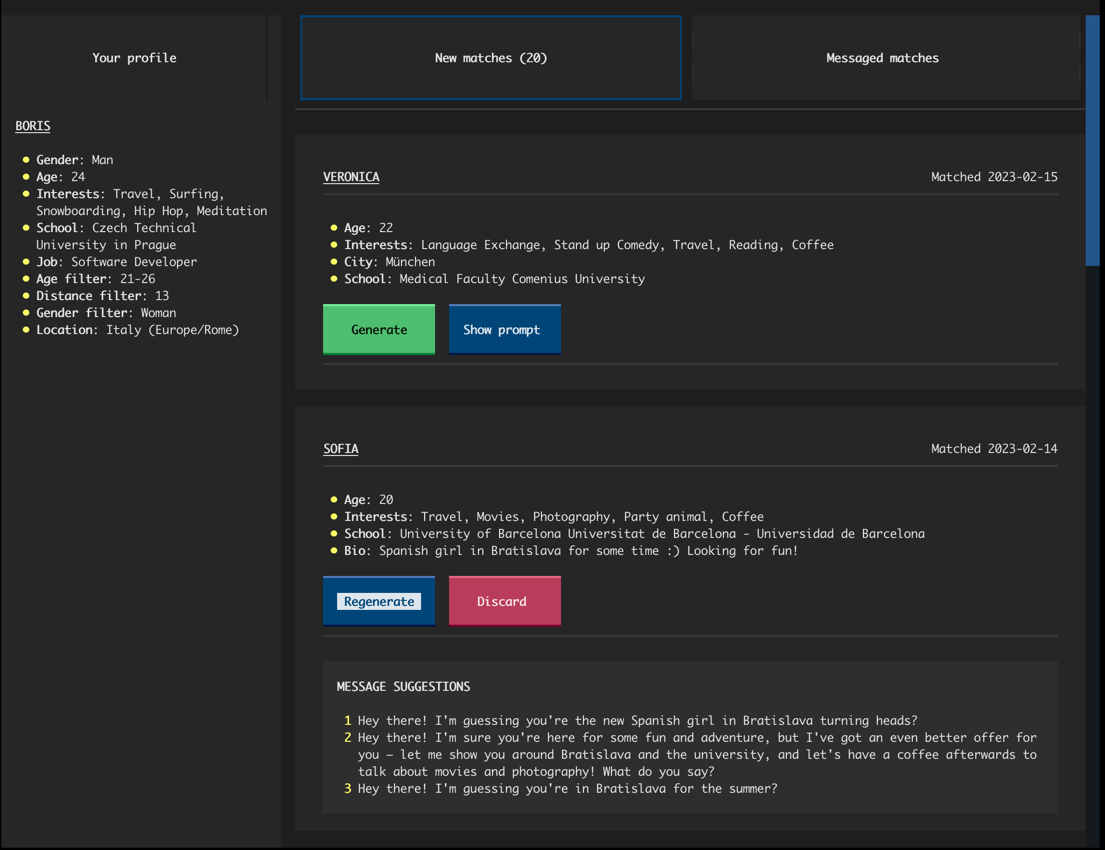 Your profile
New matches (20)
Messaged matches
BORIS
Gender: Man
Age: 24
Interests: Travel, Surfing,
Snowboarding, Hip Hop, Meditation
School: Czech Technical
University in Prague
Job: Software Developer
Age filter: 21-26
Distance filter: 13
Gender filter: Woman
Location: Italy (Europe/Rome)
VERONICA
Matched 2023-02-15
Age: 22
Interests: Language Exchange, Stand up Comedy, Travel, Reading, Coffee
City: München
School: Medical Faculty Comenius University
Generate
Show prompt
SOFIA
Matched 2023-02-14
Age: 20
Interests: Travel, Movies, Photography, Party animal, Coffee
School: University of Barcelona Universitat de Barcelona - Universidad de Barcelona
Bio: Spanish girl in Bratislava for some time :) Looking for fun!
Regenerate
Discard
MESSAGE SUGGESTIONS
1 Hey there! I'm guessing you're the new Spanish girl in Bratislava turning heads?
2 Hey there! I'm sure you're here for some fun and adventure, but I've got an even better offer for
you – let me show you around Bratislava and the university, and let's have a coffee afterwards to
talk about movies and photography! What do you say?
3 Hey there! I'm guessing you're in Bratislava for the summer?